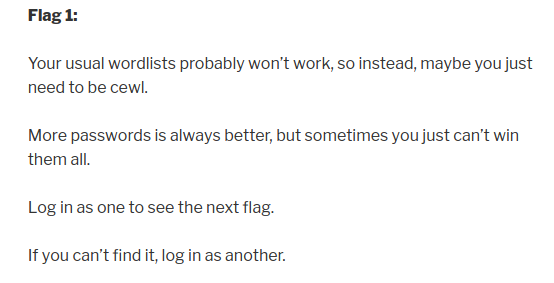 Flag 1:
Your usual wordlists probably won’t work, so instead, maybe you just
need to be cewl.
More passwords is always better, but sometimes you just can’t win
them all.
Log in as one to see the next flag.
If you can’t find it, log in as another.